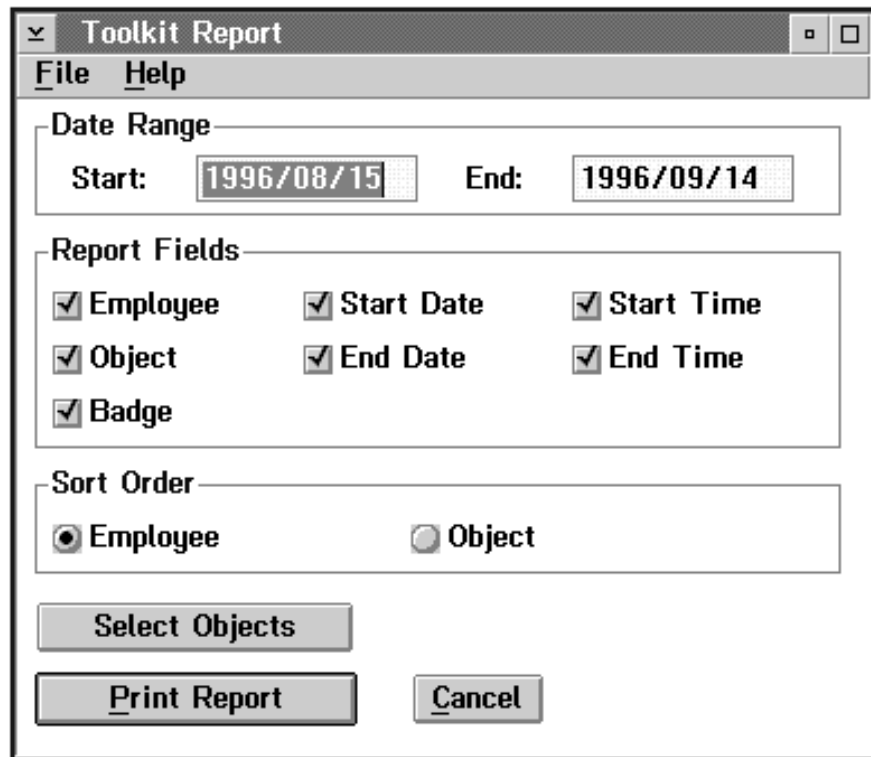 Toolkit Report
File Help
Date Range
Start: 1996/08/15 End: 1996/09/14
Report Fields
Employee Start Date Start Time
Object End Date End Time
Badge
Sort Order
Employee Object
Select Objects
Print Report Cancel